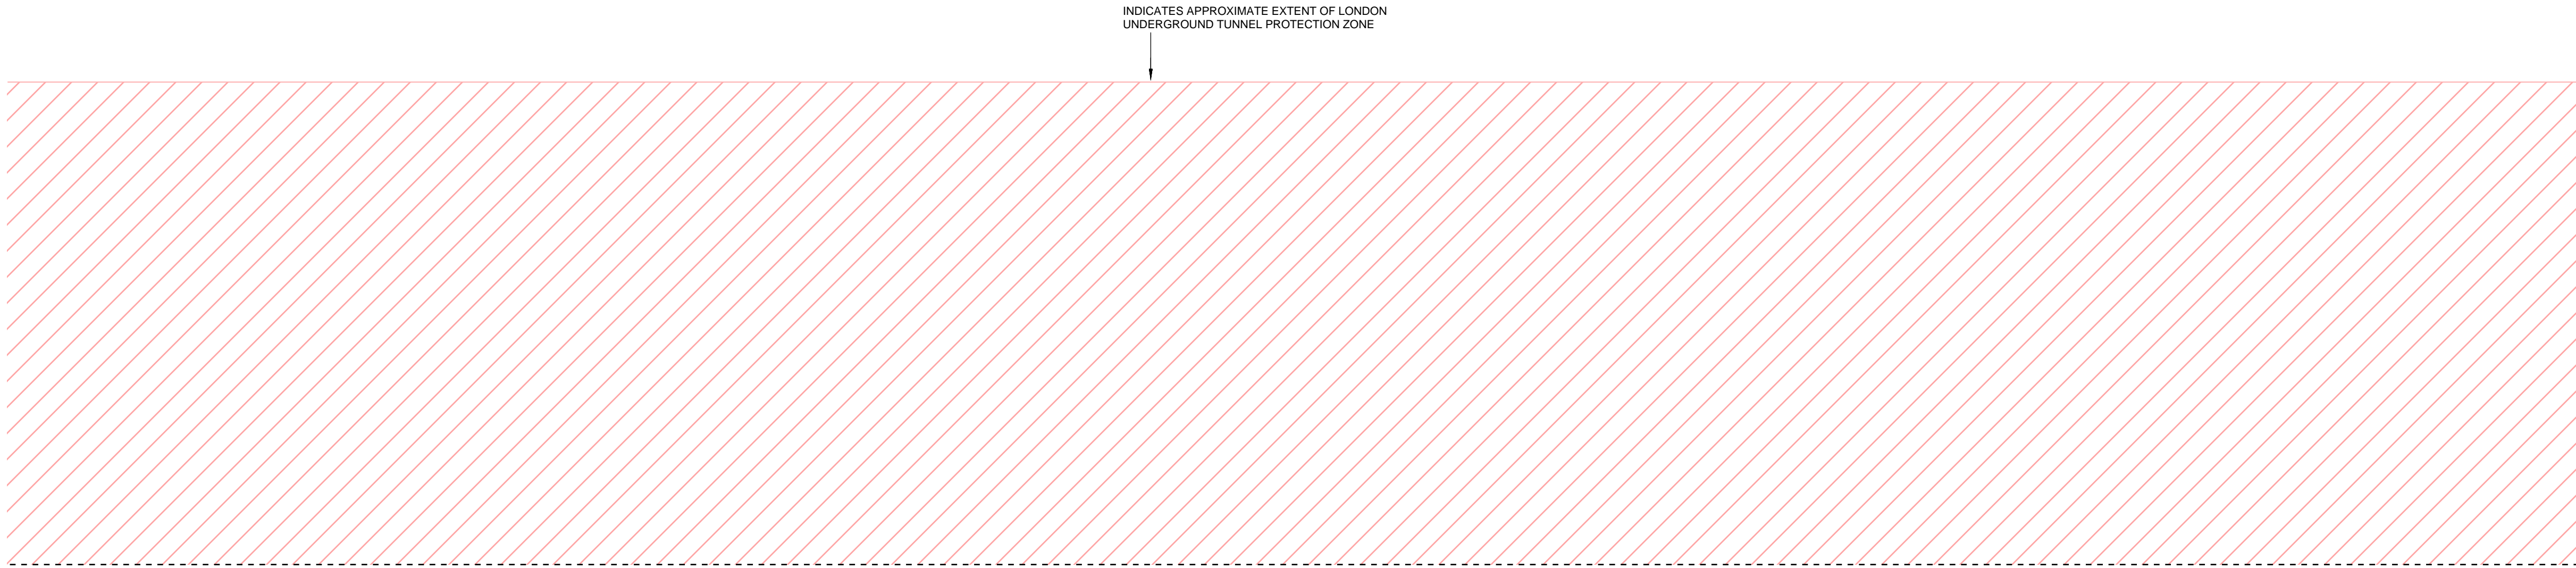 INDICATES APPROXIMATE EXTENT OF LONDON
UNDERGROUND TUNNEL PROTECTION ZONE